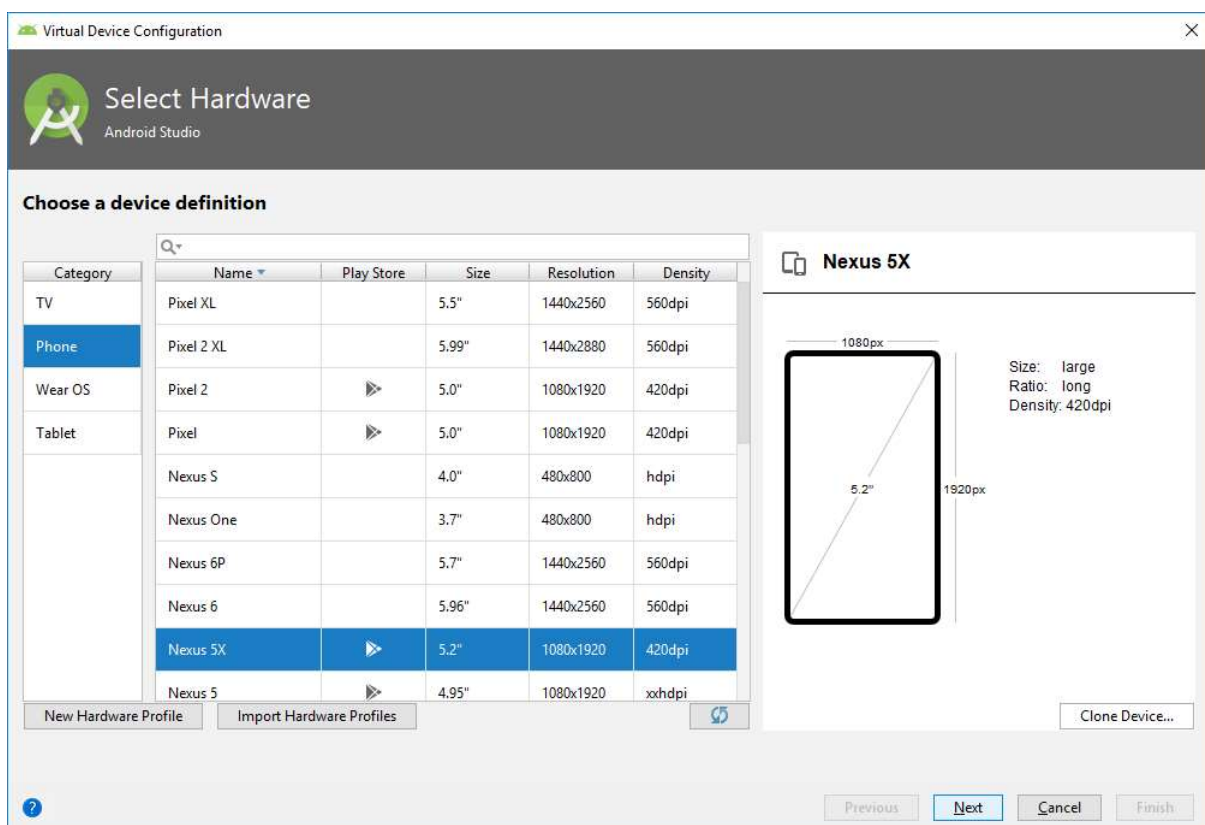 Virtual Device Configuration
Select Hardware
Android Studio
Choose a device definition
Category
TV
Phone
Wear OS
Tablet
Name Play Store Size Resolution Density
Pixel XL 5.5" 1440x2560 560dpi
Pixel 2 XL 5.99" 1440x2880 560dpi
Pixel 2 5.0" 1080x1920 420dpi
Pixel 5.0" 1080x1920 420dpi
Nexus S 4.0" 480x800 hdpi
Nexus One 3.7" 480x800 hdpi
Nexus 6P 5.7" 1440x2560 560dpi
Nexus 6 5.96" 1440x2560 560dpi
Nexus 5X 5.2" 1080x1920 420dpi
Nexus 5 4.95" 1080x1920 xxhdpi
New Hardware Profile Import Hardware Profiles
Nexus 5X
1080px
5.2"
1920px
Size: large
Ratio: long
Density: 420dpi
Clone Device...
? Previous Next Cancel Finish